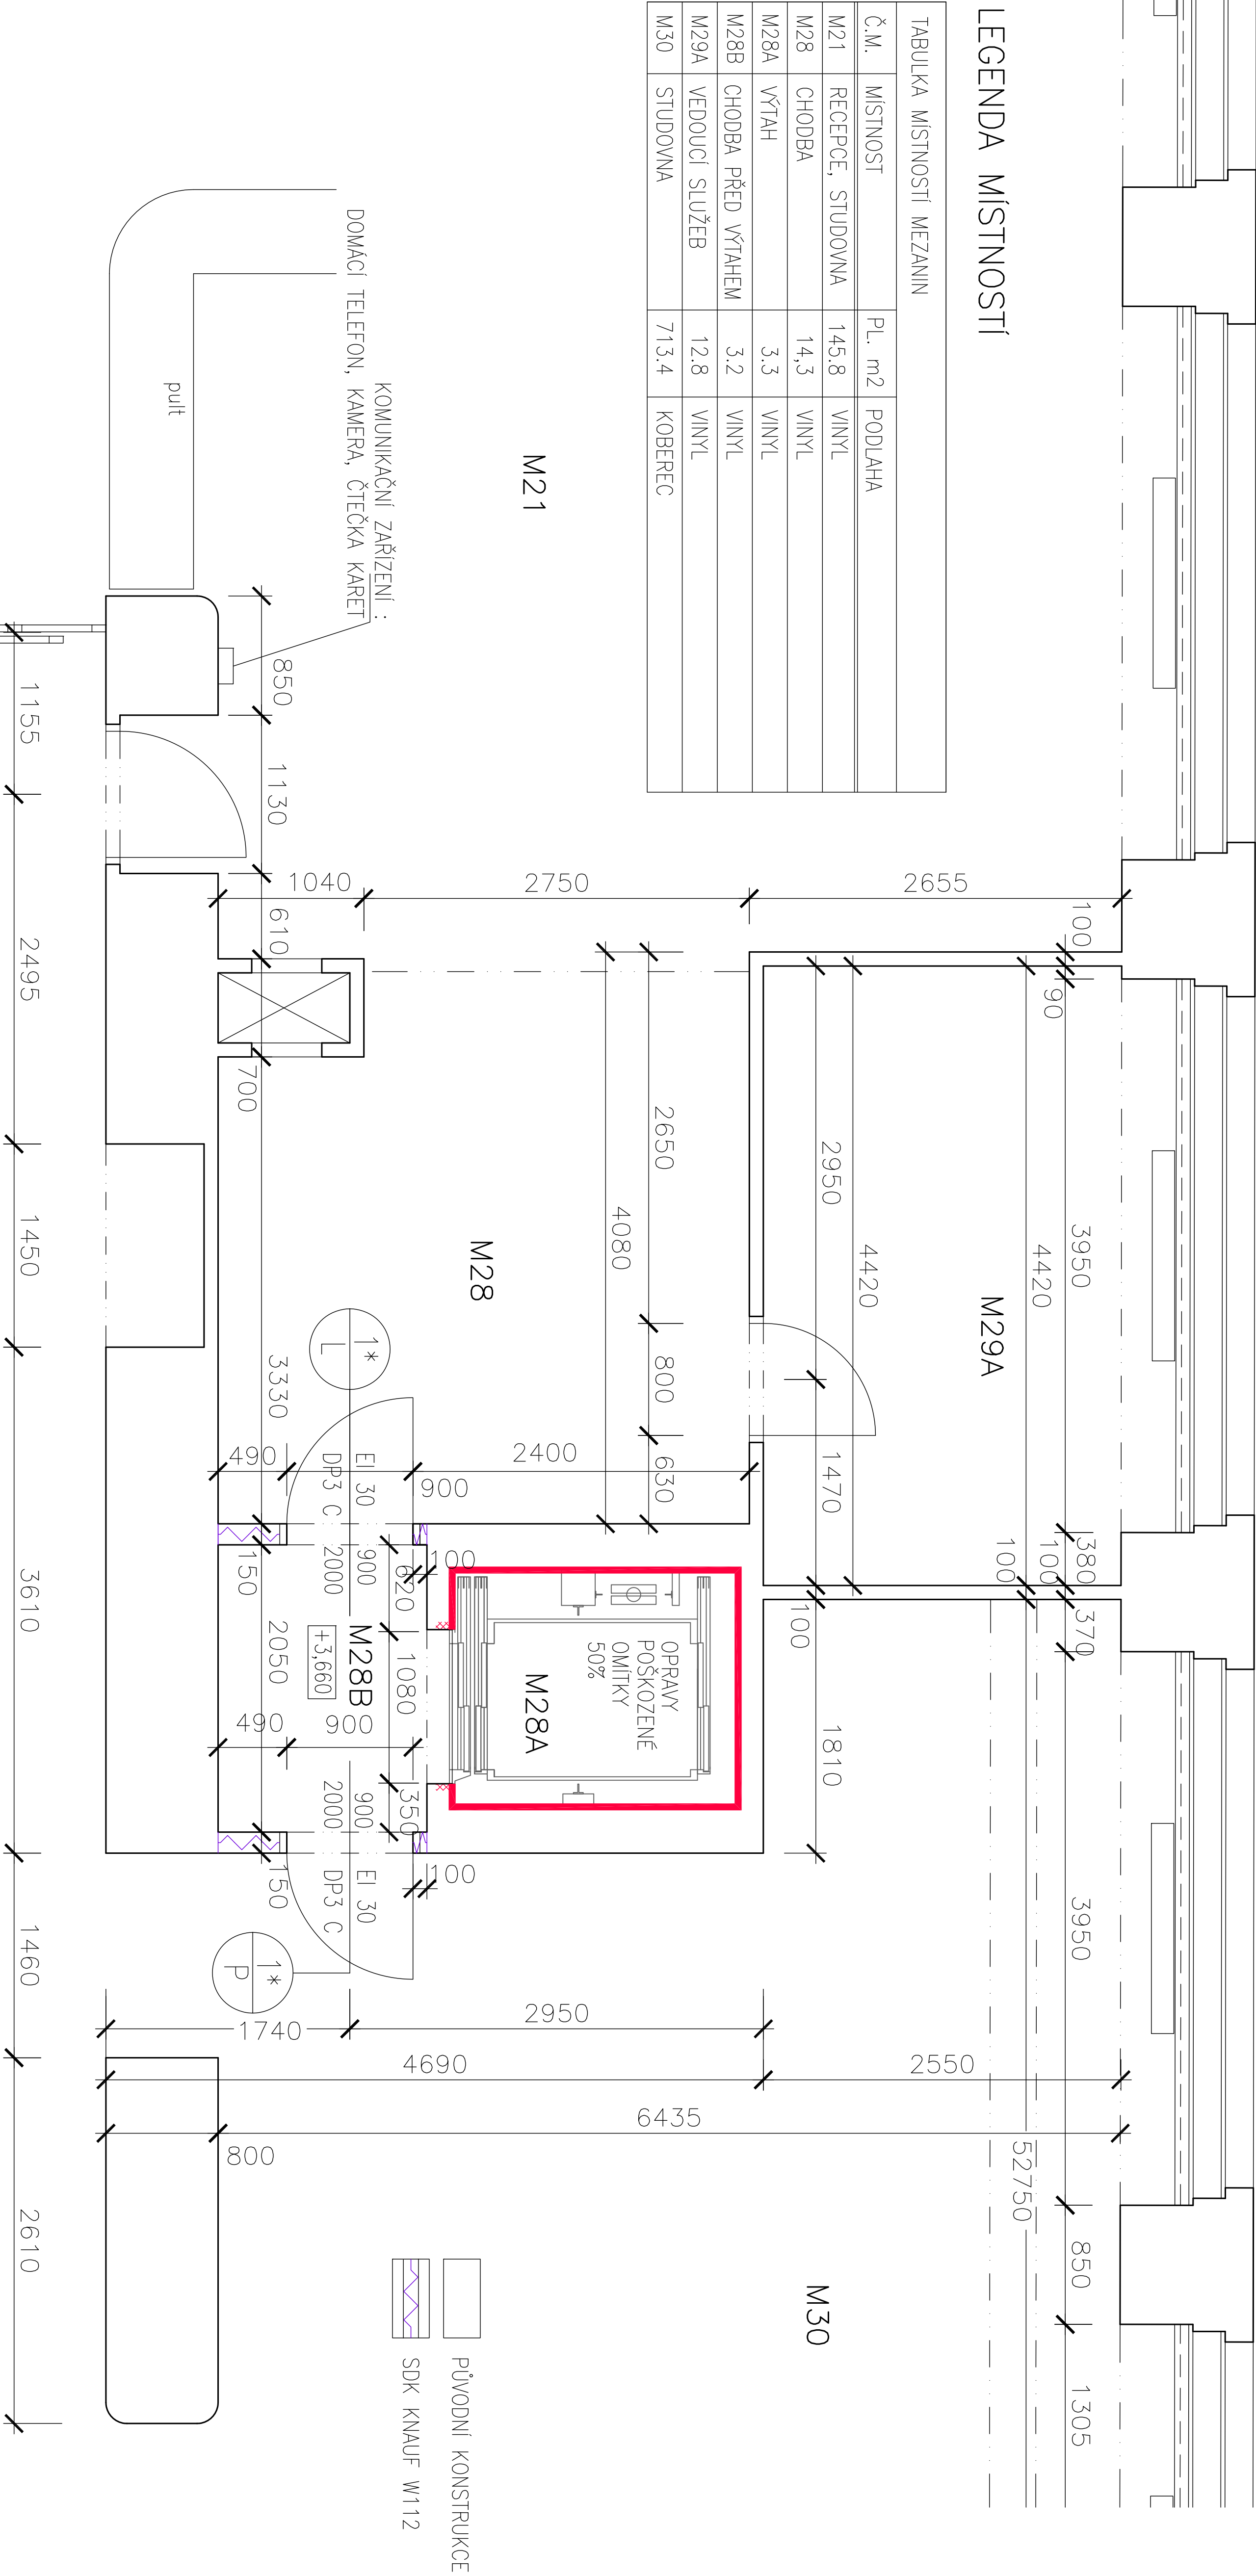 LEGENDA MÍSTNOSTÍ
TABULKA MÍSTNOSTÍ MEZANIN
Č.M. MÍSTNOST PL. m2 PODLAHA
M21 RECEPCE, STUDOVNA 145.8 VINYL
M28 CHODBA 14,3 VINYL
M28A VÝTAH 3.3 VINYL
M28B CHODBA PŘED VÝTAHEM 3.2 VINYL
M29A VEDOUCÍ SLUŽEB 12.8 VINYL
M30 STUDOVNA 713.4 KOBEREC
100
90
3950
380
370
3950
850
1305
4420
100
100
52750
M29A
2655
4420
2950
1470
100
1810
M30
2550
M21
2750
2650
800
630
4080
M28
2400
OPRAVY
POŠKOZENÉ
OMÍTKY
50%
M28A
2950
4690
6435
KOMUNIKAČNÍ ZAŘÍZENÍ :
DOMÁCÍ TELEFON, KAMERA, ČTEČKA KARET
pult
1040
1*
L
900
100
620
1080
350
100
EI 30
DP3 C
900
2000
M28B
+3,660
900
2000
EI 30
DP3 C
900
490
490
1*
P
1740
800
850
1130
610
700
3330
150
2050
150
1155
2495
1450
3610
1460
2610
PŮVODNÍ KONSTRUKCE
SDK KNAUF W112